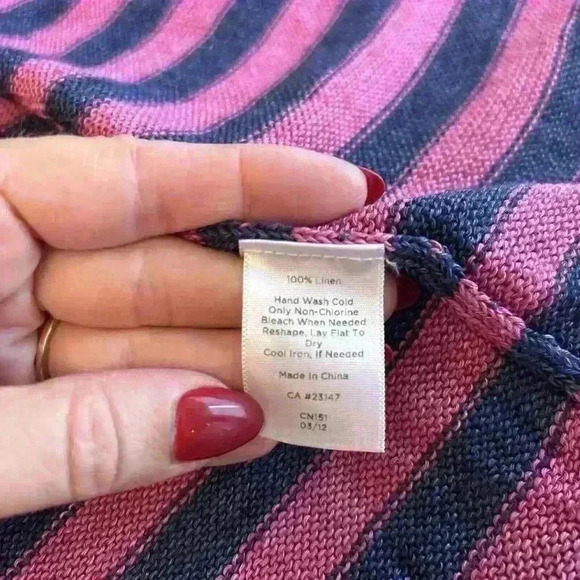 100% Linen
Hand Wash Cold
Only Non-Chlorine
Bleach When Needed
Reshape, Lay Flat To
Dry
Cool Iron, If Needed
Made in China
CA #23147
CN151
03/12